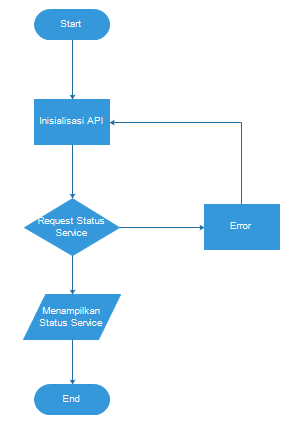 Start
Inisialisasi API
Request Status
Service
Error
Menampilkan
Status Service
End